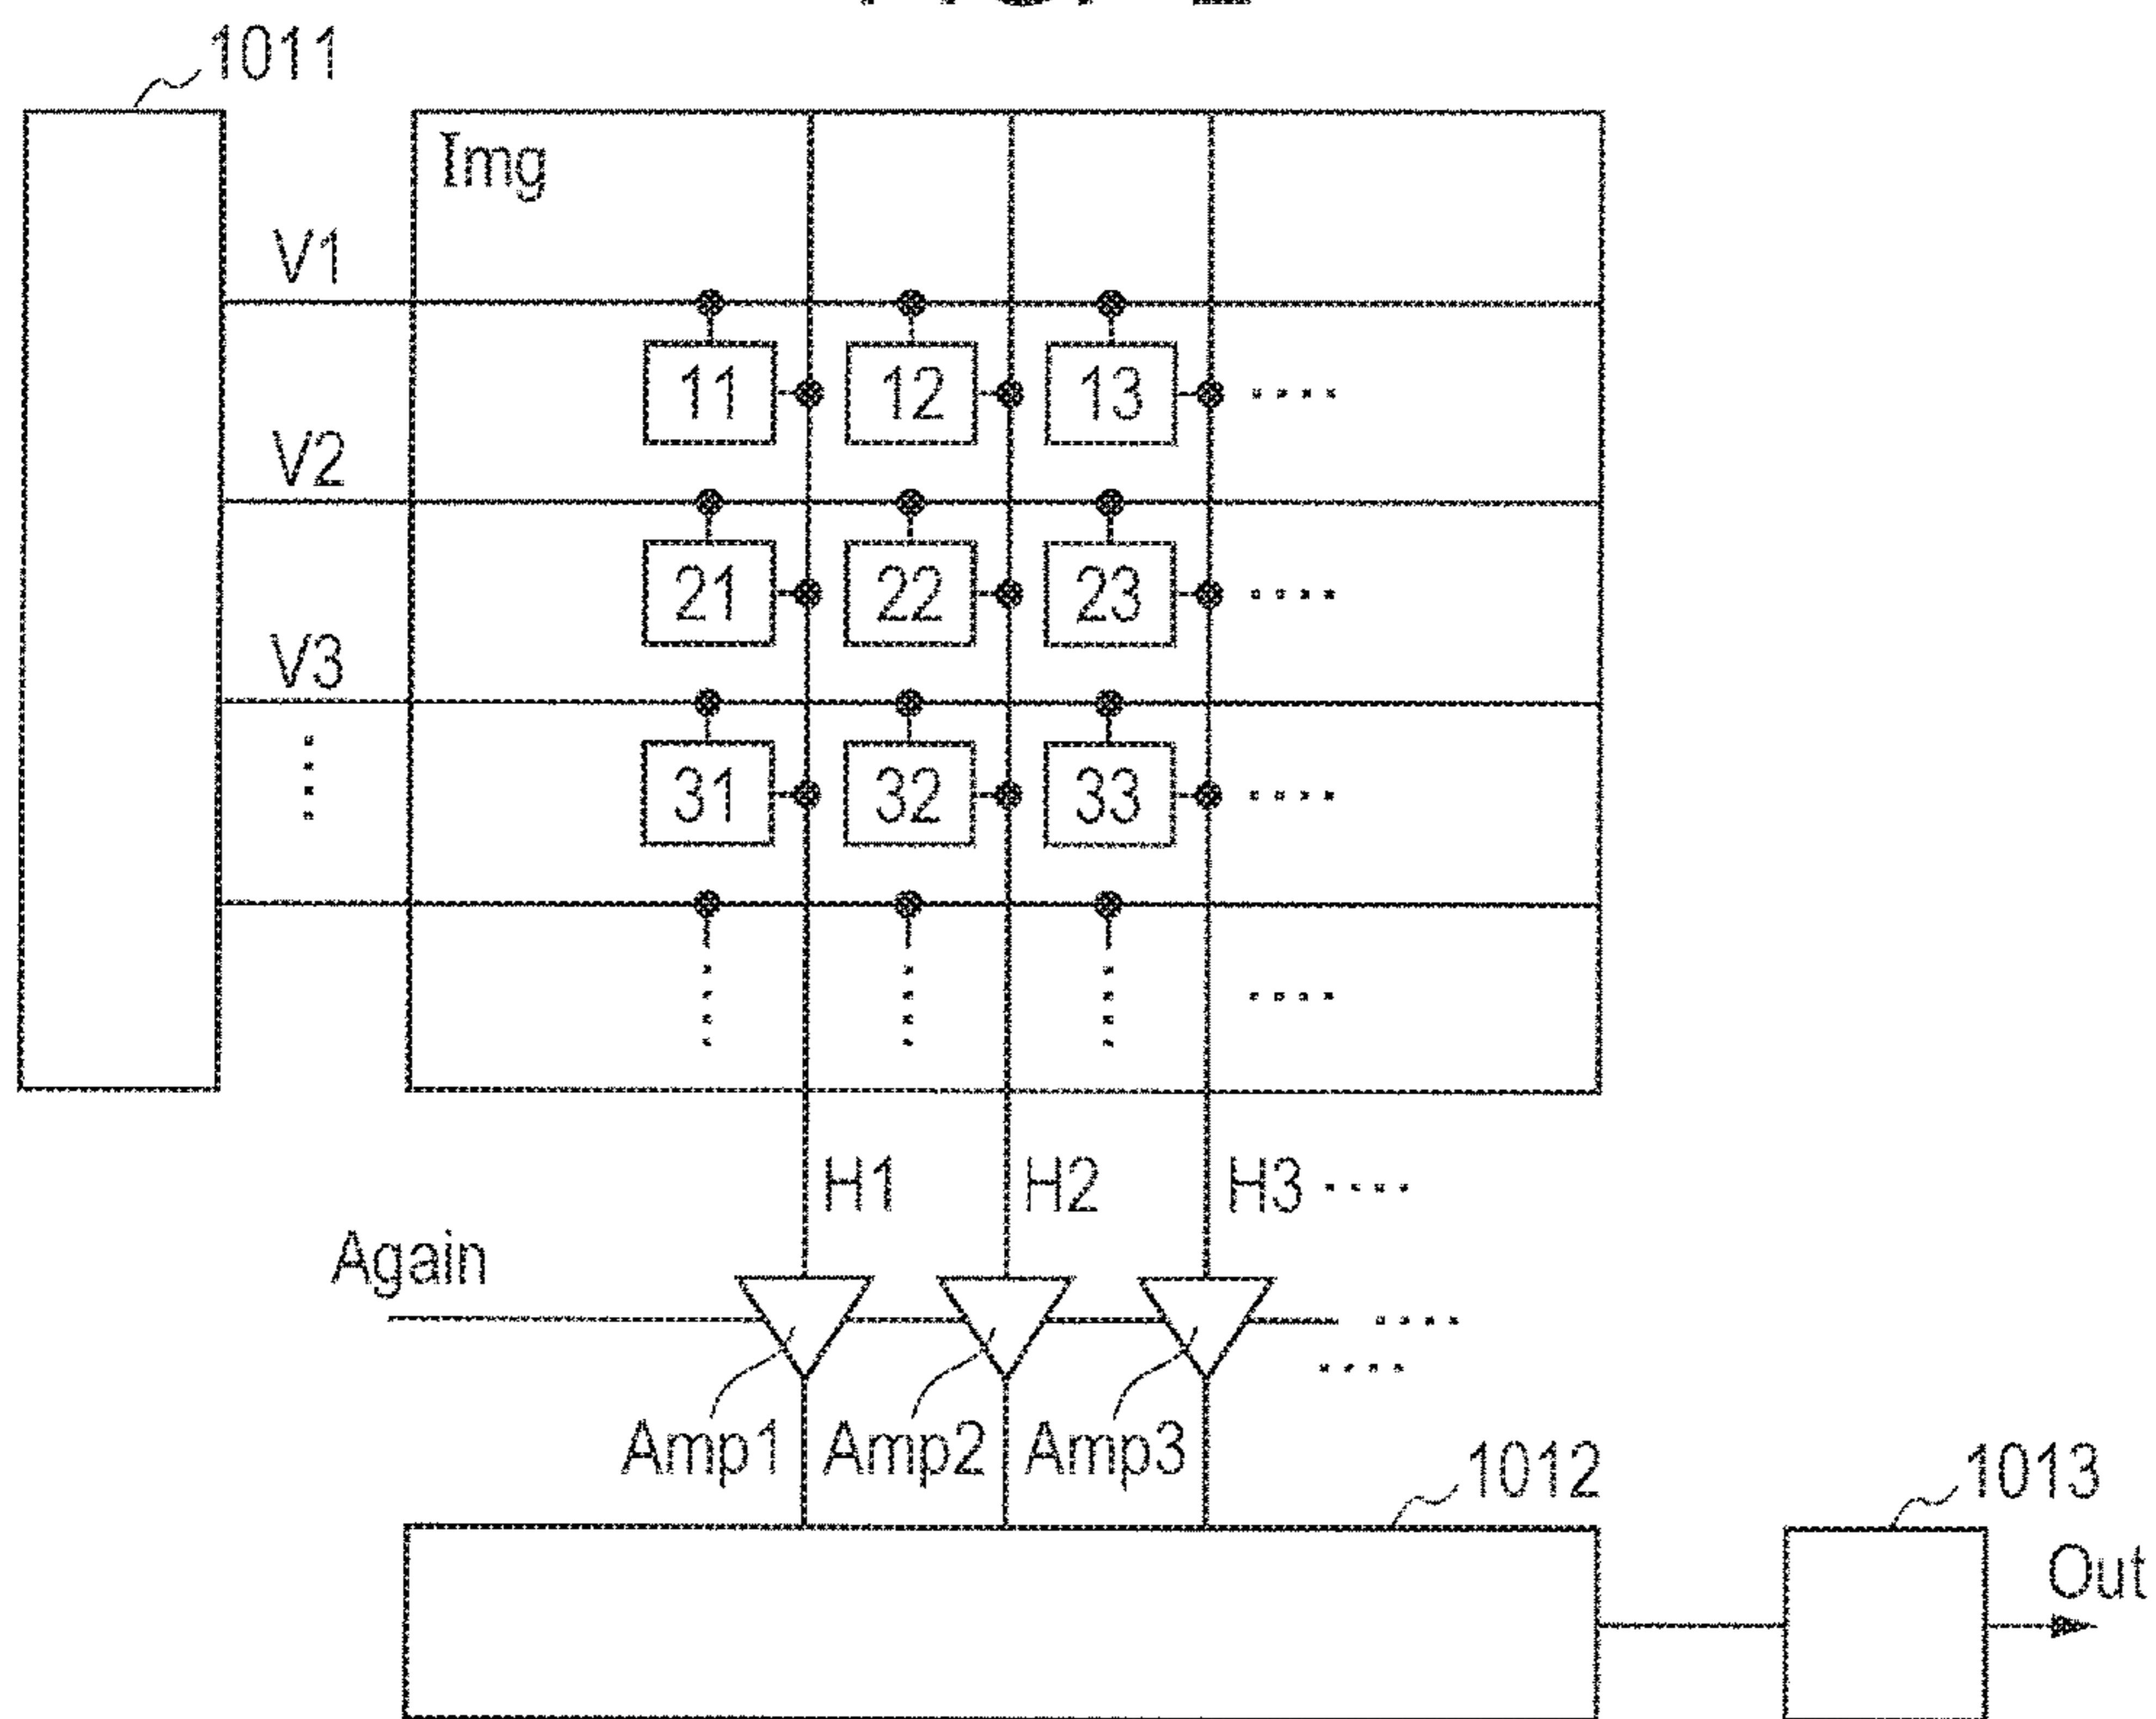 1011
Img
V1
11 12 13 ....
V2
21 22 23 ....
V3
31 32 33 ....
....
H1 H2 H3 ....
Again
....
....
Amp1 Amp2 Amp3
1012
1013
Out